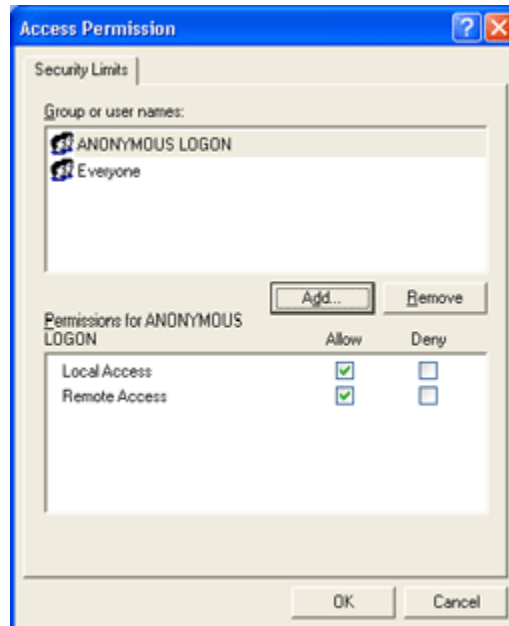 Access Permission
Security Limits
Group or user names:
ANONYMOUS LOGON
Everyone
Add... Remove
Permissions for ANONYMOUS
LOGON Allow Deny
Local Access
Remote Access
OK Cancel